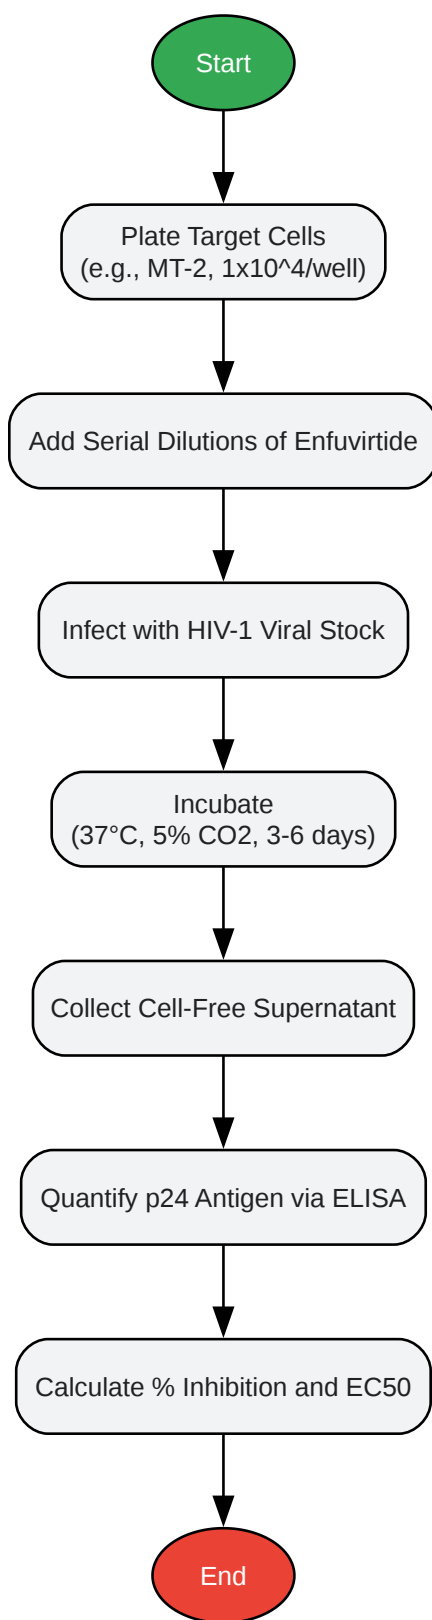 Start
Plate Target Cells
(e.g., MT-2, 1x10^4/well)
Add Serial Dilutions of Enfuvirtide
Infect with HIV-1 Viral Stock
Incubate
(37°C, 5% CO2, 3-6 days)
Collect Cell-Free Supernatant
Quantify p24 Antigen via ELISA
Calculate % Inhibition and EC50
End